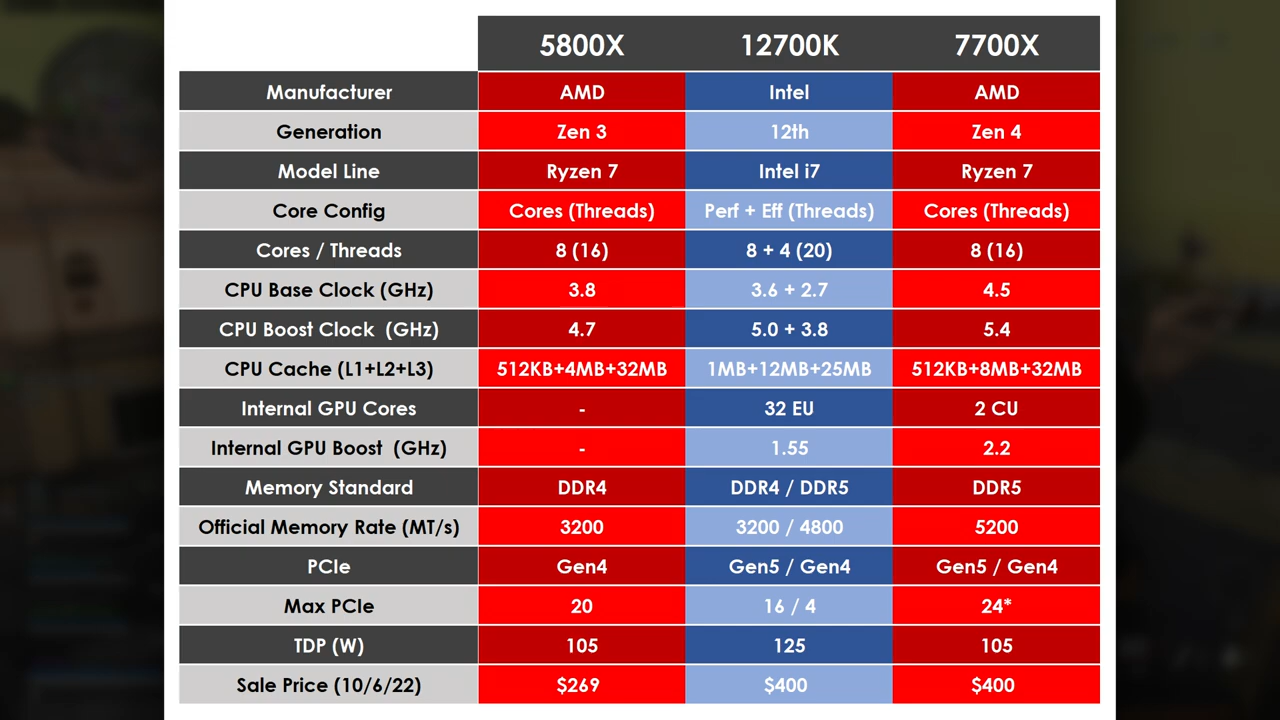 5800X 12700K 7700X
Manufacturer AMD Intel AMD
Generation Zen 3 12th Zen 4
Model Line Ryzen 7 Intel i7 Ryzen 7
Core Config Cores (Threads) Perf + Eff (Threads) Cores (Threads)
Cores / Threads 8 (16) 8 + 4 (20) 8 (16)
CPU Base Clock (GHz) 3.8 3.6 + 2.7 4.5
CPU Boost Clock (GHz) 4.7 5.0 + 3.8 5.4
CPU Cache (L1+L2+L3) 512KB+4MB+32MB 1MB+12MB+25MB 512KB+8MB+32MB
Internal GPU Cores - 32 EU 2 CU
Internal GPU Boost (GHz) - 1.55 2.2
Memory Standard DDR4 DDR4 / DDR5 DDR5
Official Memory Rate (MT/s) 3200 3200 / 4800 5200
PCIe Gen4 Gen5 / Gen4 Gen5 / Gen4
Max PCIe 20 16 / 4 24*
TDP (W) 105 125 105
Sale Price (10/6/22) $269 $400 $400